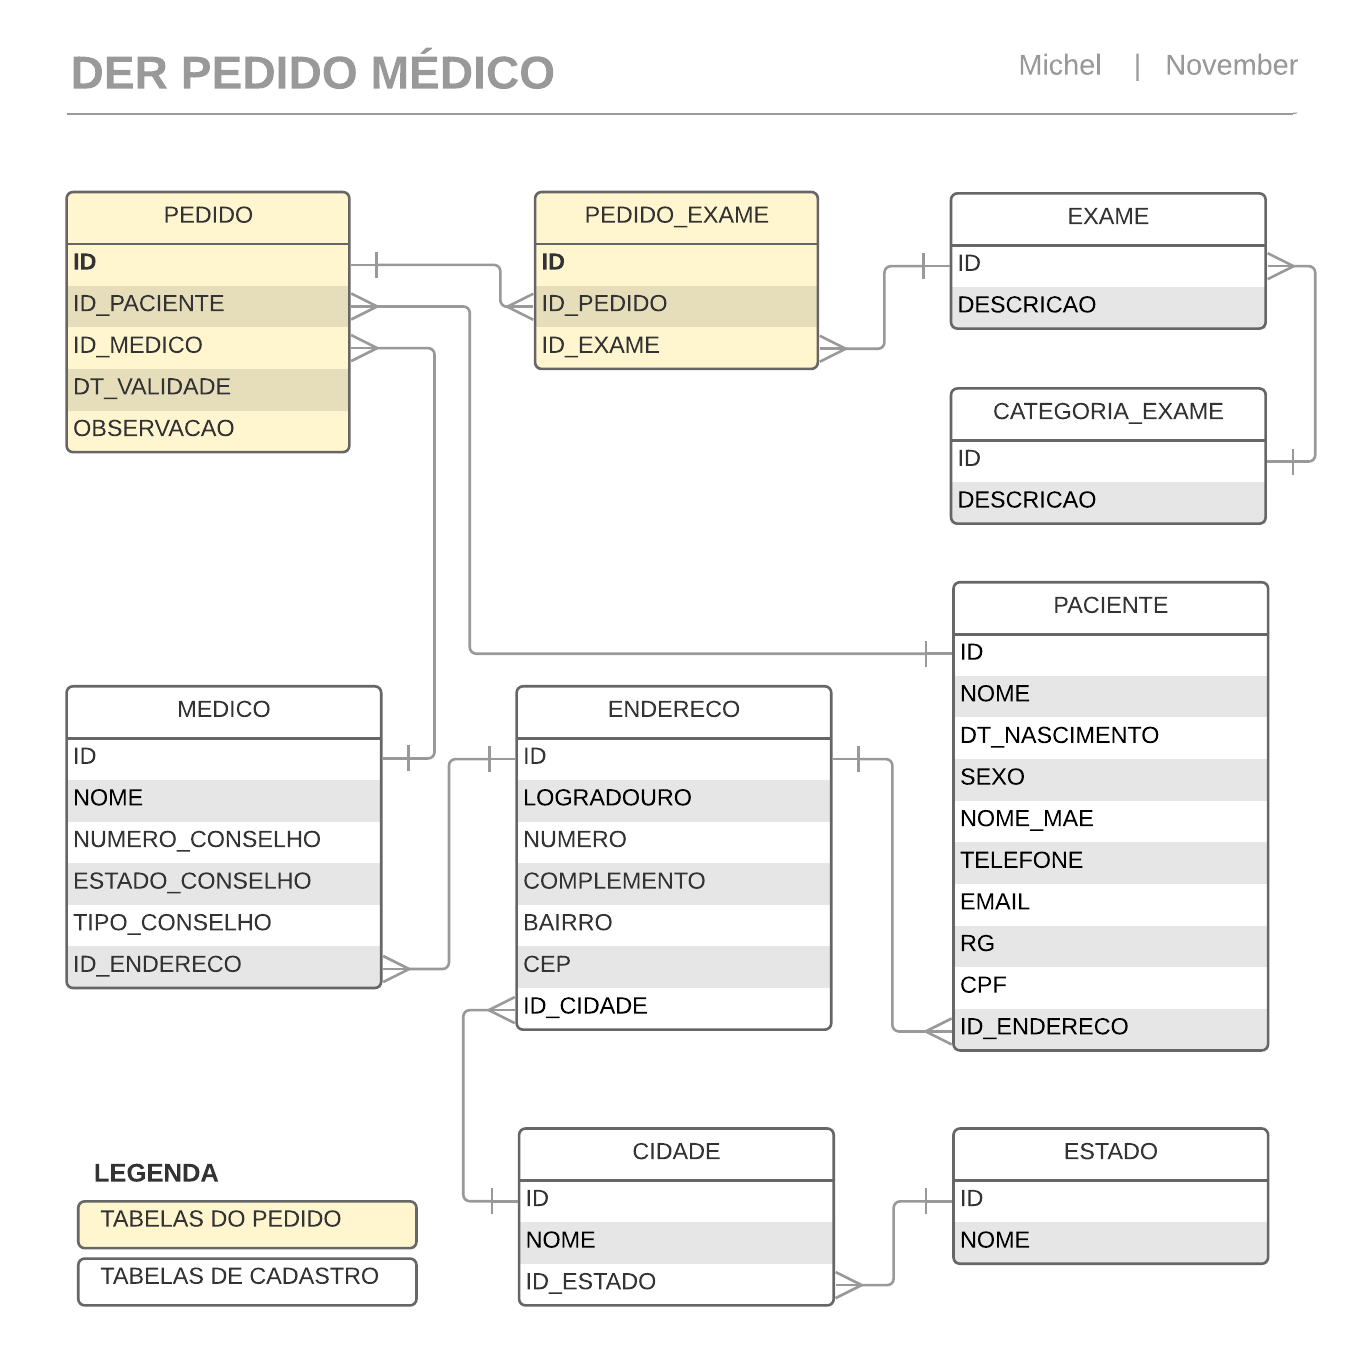 DER PEDIDO MÉDICO
Michel | November
PEDIDO
ID
ID_PACIENTE
ID_MEDICO
DT_VALIDADE
OBSERVACAO
PEDIDO_EXAME
ID
ID_PEDIDO
ID_EXAME
EXAME
ID
DESCRICAO
CATEGORIA_EXAME
ID
DESCRICAO
PACIENTE
ID
NOME
DT_NASCIMENTO
SEXO
NOME_MAE
TELEFONE
EMAIL
RG
CPF
ID_ENDERECO
MEDICO
ID
NOME
NUMERO_CONSELHO
ESTADO_CONSELHO
TIPO_CONSELHO
ID_ENDERECO
ENDERECO
ID
LOGRADOURO
NUMERO
COMPLEMENTO
BAIRRO
CEP
ID_CIDADE
CIDADE
ID
NOME
ID_ESTADO
ESTADO
ID
NOME
LEGENDA
TABELAS DO PEDIDO
TABELAS DE CADASTRO